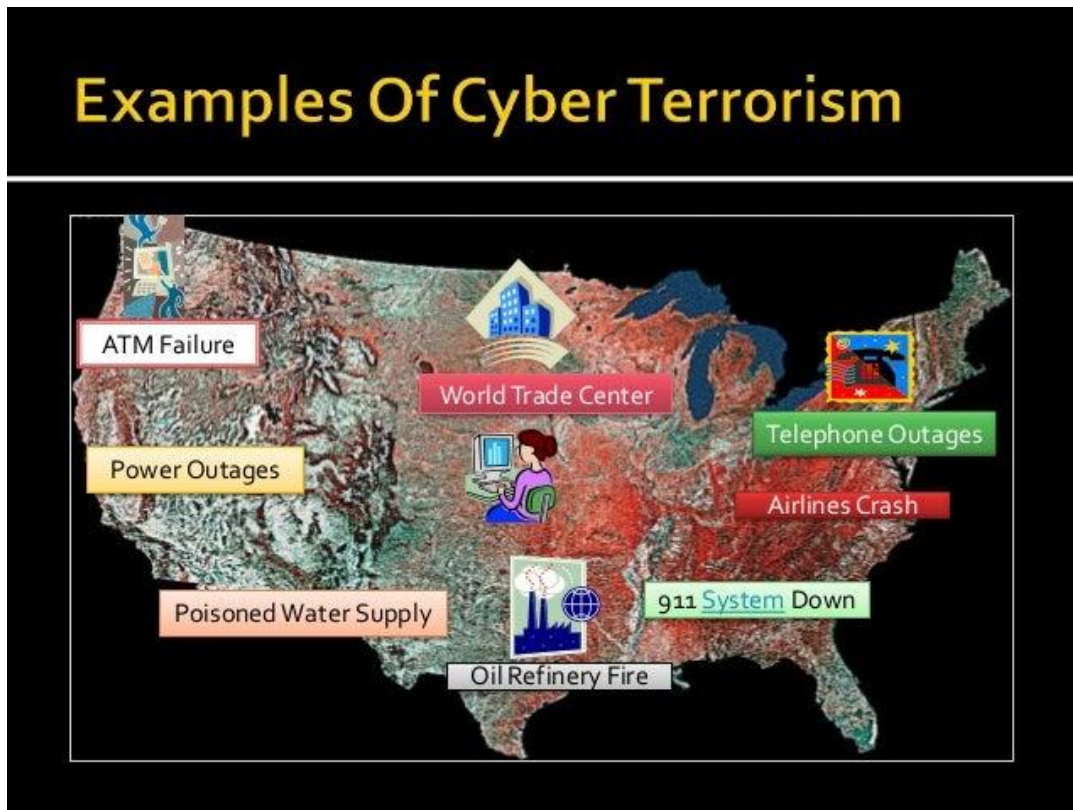 Examples Of Cyber Terrorism
ATM Failure
World Trade Center
Telephone Outages
Power Outages
Airlines Crash
Poisoned Water Supply
911 System Down
Oil Refinery Fire